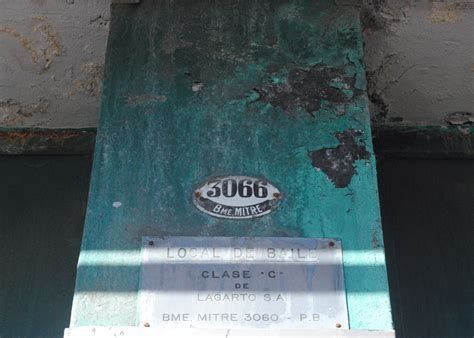 3066
BME. MITRE
LOCAL DE BAILE
CLASE "C"
DE
LAGARTO S.A
BME. MITRE 3060 - P.B